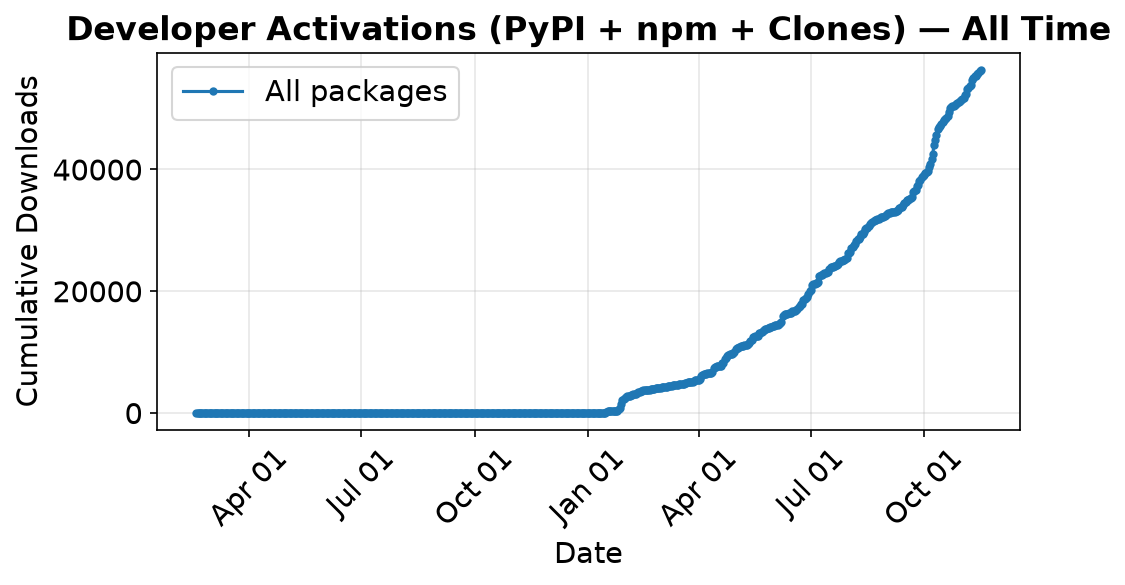 Developer Activations (PyPI + npm + Clones) — All Time
All packages
Cumulative Downloads
40000
20000
0
Apr 01
Jul 01
Oct 01
Jan 01
Apr 01
Jul 01
Oct 01
Date